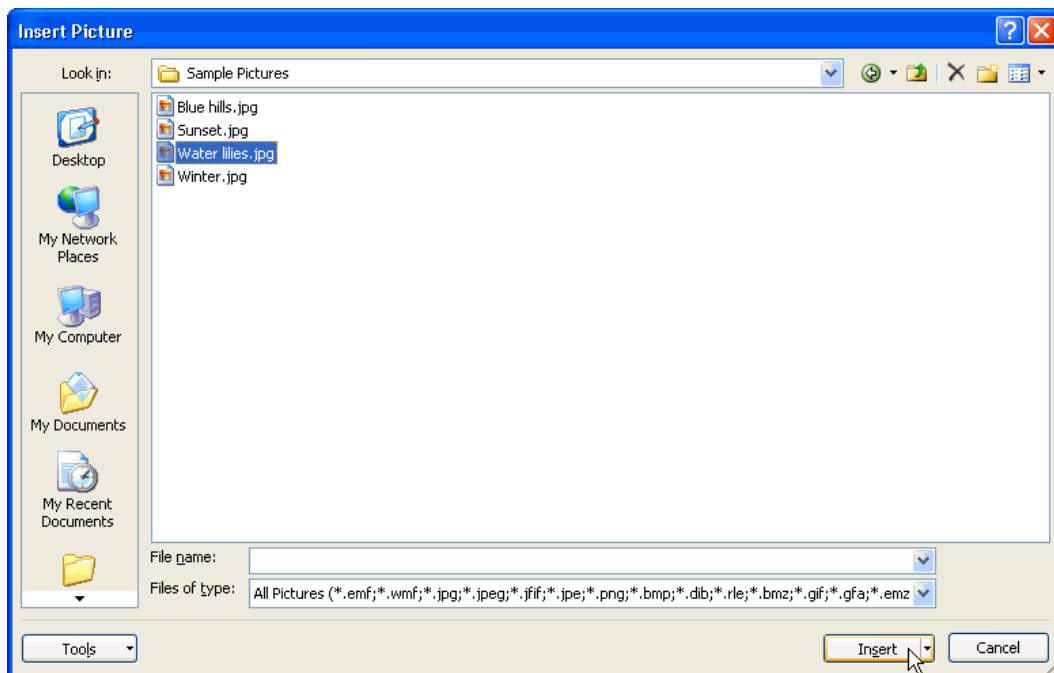 Insert Picture
Look in:
Sample Pictures
Desktop
My Network
Places
My Computer
My Documents
My Recent
Documents
Blue hills.jpg
Sunset.jpg
Water lilies.jpg
Winter.jpg
File name:
Files of type:
All Pictures (*.emf;*.wmf;*.jpg;*.jpeg;*.jfif;*.jpe;*.png;*.bmp;*.dib;*.rle;*.bmz;*.gif;*.gfa;*.emz
Tools
Insert
Cancel